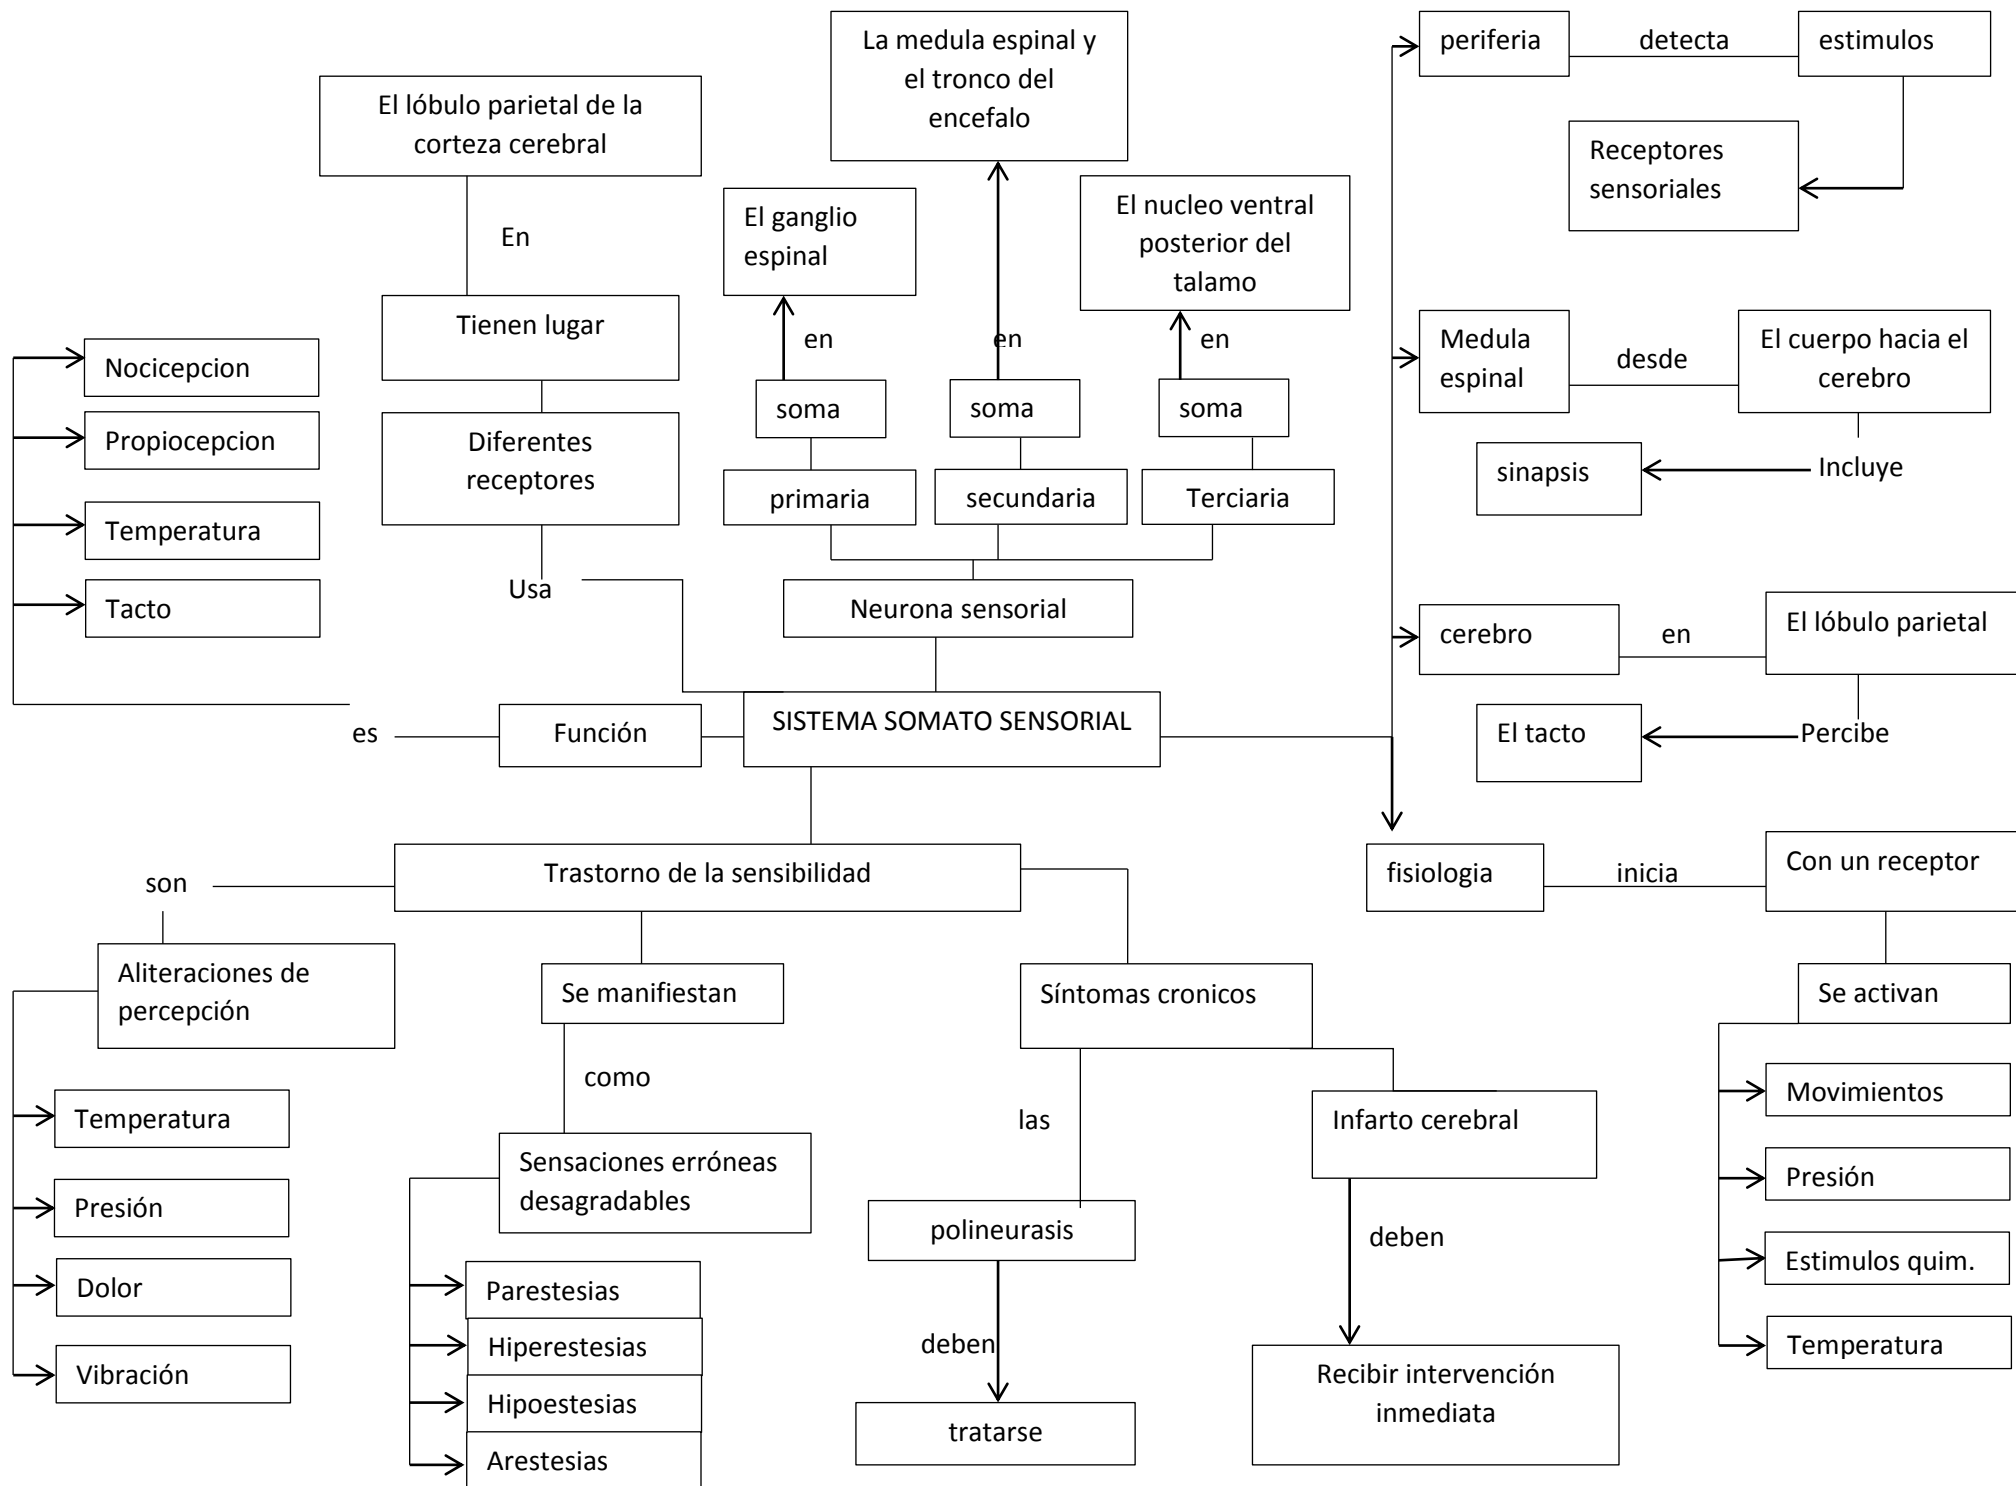 La medula espinal y
el tronco del
encefalo
periferia
detecta
estimulos
El lóbulo parietal de la
corteza cerebral
Receptores
sensoriales
El ganglio
espinal
El nucleo ventral
posterior del
talamo
En
Tienen lugar
en
en
en
Medula
espinal
desde
El cuerpo hacia el
cerebro
Nocicepcion
Propiocepcion
Temperatura
Tacto
Diferentes
receptores
soma
soma
soma
sinapsis
Incluye
primaria
secundaria
Terciaria
Usa
Neurona sensorial
cerebro
en
El lóbulo parietal
es
Función
SISTEMA SOMATO SENSORIAL
El tacto
Percibe
son
Trastorno de la sensibilidad
fisiologia
inicia
Con un receptor
Aliteraciones de
percepción
Se manifiestan
Síntomas cronicos
Se activan
como
las
Infarto cerebral
Temperatura
Presión
Dolor
Vibración
Sensaciones erróneas
desagradables
Parestesias
Hiperestesias
Hipoestesias
Arestesias
polineurasis
deben
tratarse
deben
Recibir intervención
inmediata
Movimientos
Presión
Estimulos quim.
Temperatura